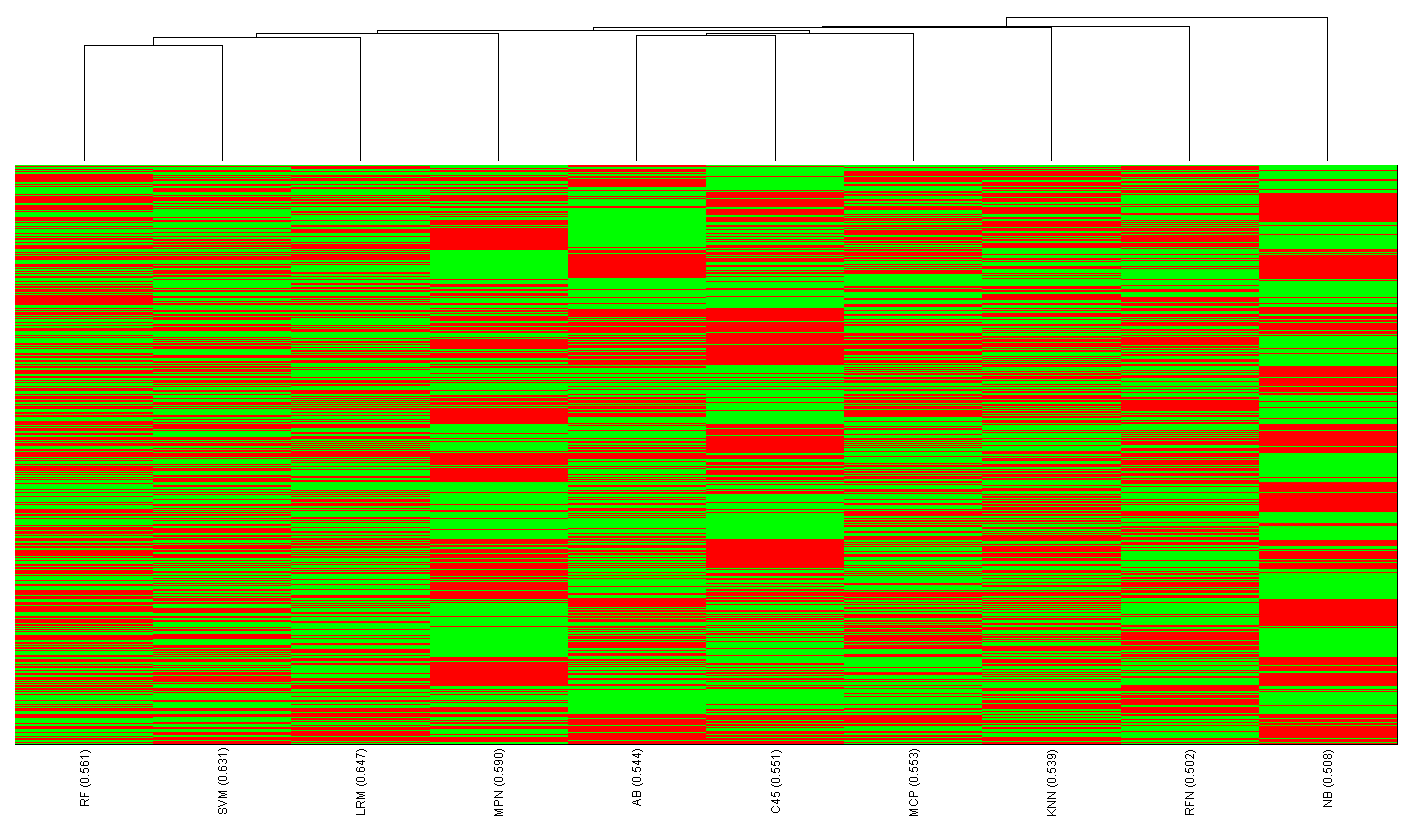 RF (0.561)
SVM (0.631)
LRM (0.647)
MPN (0.590)
AB (0.544)
C45 (0.551)
MCP (0.553)
KNN (0.539)
RFN (0.502)
NB (0.508)